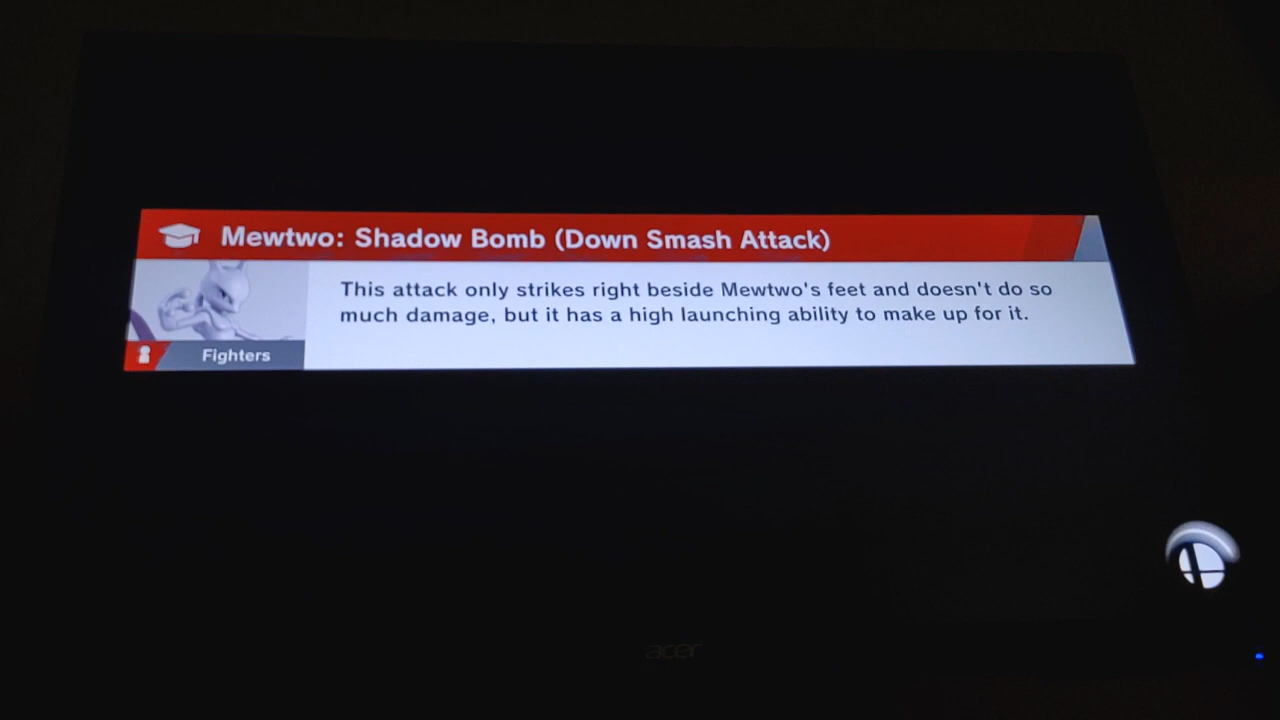 Mewtwo: Shadow Bomb (Down Smash Attack)
This attack only strikes right beside Mewtwo's feet and doesn't do so
much damage, but it has a high launching ability to make up for it.
Fighters
acer